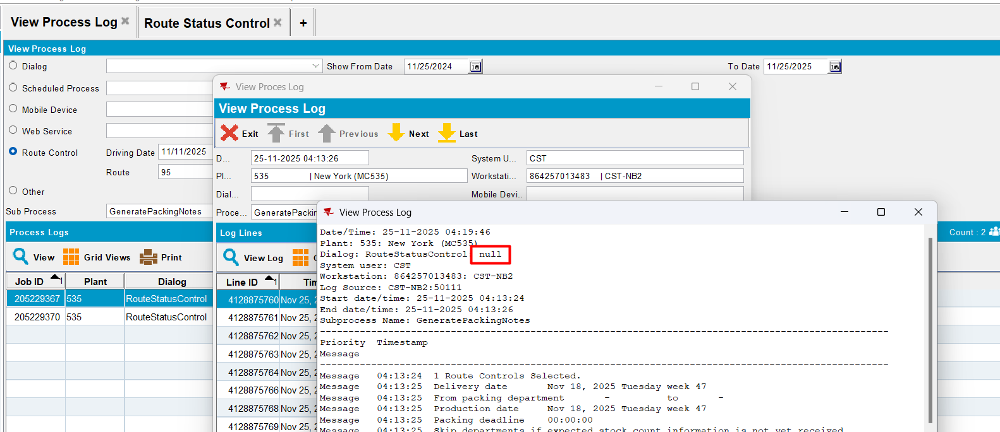 View Process Log
Route Status Control
+
View Process Log
Dialog
Show From Date 11/25/2024 16
To Date 11/25/2025 16
Scheduled Process
Mobile Device
Web Service
Route Control
Driving Date 11/11/2025
Route 95
Other
Sub Process GeneratePackingNotes
Process Logs
Count : 2
View Grid Views Print
Job ID 1 Plant Dialog
205229367 535 RouteStatusControl
205229370 535 RouteStatusControl
View Proces Log
View Process Log
Exit First Previous Next Last
D... 25-11-2025 04:13:26 System U... CST
Pl... 535 | New York (MC535) Workstati... 864257013483 | CST-NB2
Dial... Mobile Devi..
Proce... GeneratePackin
Log Lines
View Log
Line ID 1
4128875760 Nov 25,
4128875761 Nov 25,
4128875762 Nov 25,
4128875763 Nov 25,
4128875764 Nov 25,
4128875766 Nov 25,
4128875768 Nov 25,
4128875769 Nov 25,
View Process Log
Date/Time: 25-11-2025 04:19:46
Plant: 535: New York (MC535)
Dialog: RouteStatusControl: null
System user: CST
Workstation: 864257013483: CST-NB2
Log Source: CST-NB2:50111
Start date/time: 25-11-2025 04:13:24
End date/time: 25-11-2025 04:13:26
Subprocess Name: GeneratePackingNotes
----------------------------------------------------------------------------------------------------
Priority Timestamp
Message
----------------------------------------------------------------------------------------------------
Message 04:13:24 1 Route Controls Selected.
Message 04:13:25 Delivery date Nov 18, 2025 Tuesday week 47
Message 04:13:25 From packing department - to -
Message 04:13:25 Production date Nov 18, 2025 Tuesday week 47
Message 04:13:25 Packing deadline 00:00:00
Message 04:13:25 Skip departments if expected stock count information is not yet received